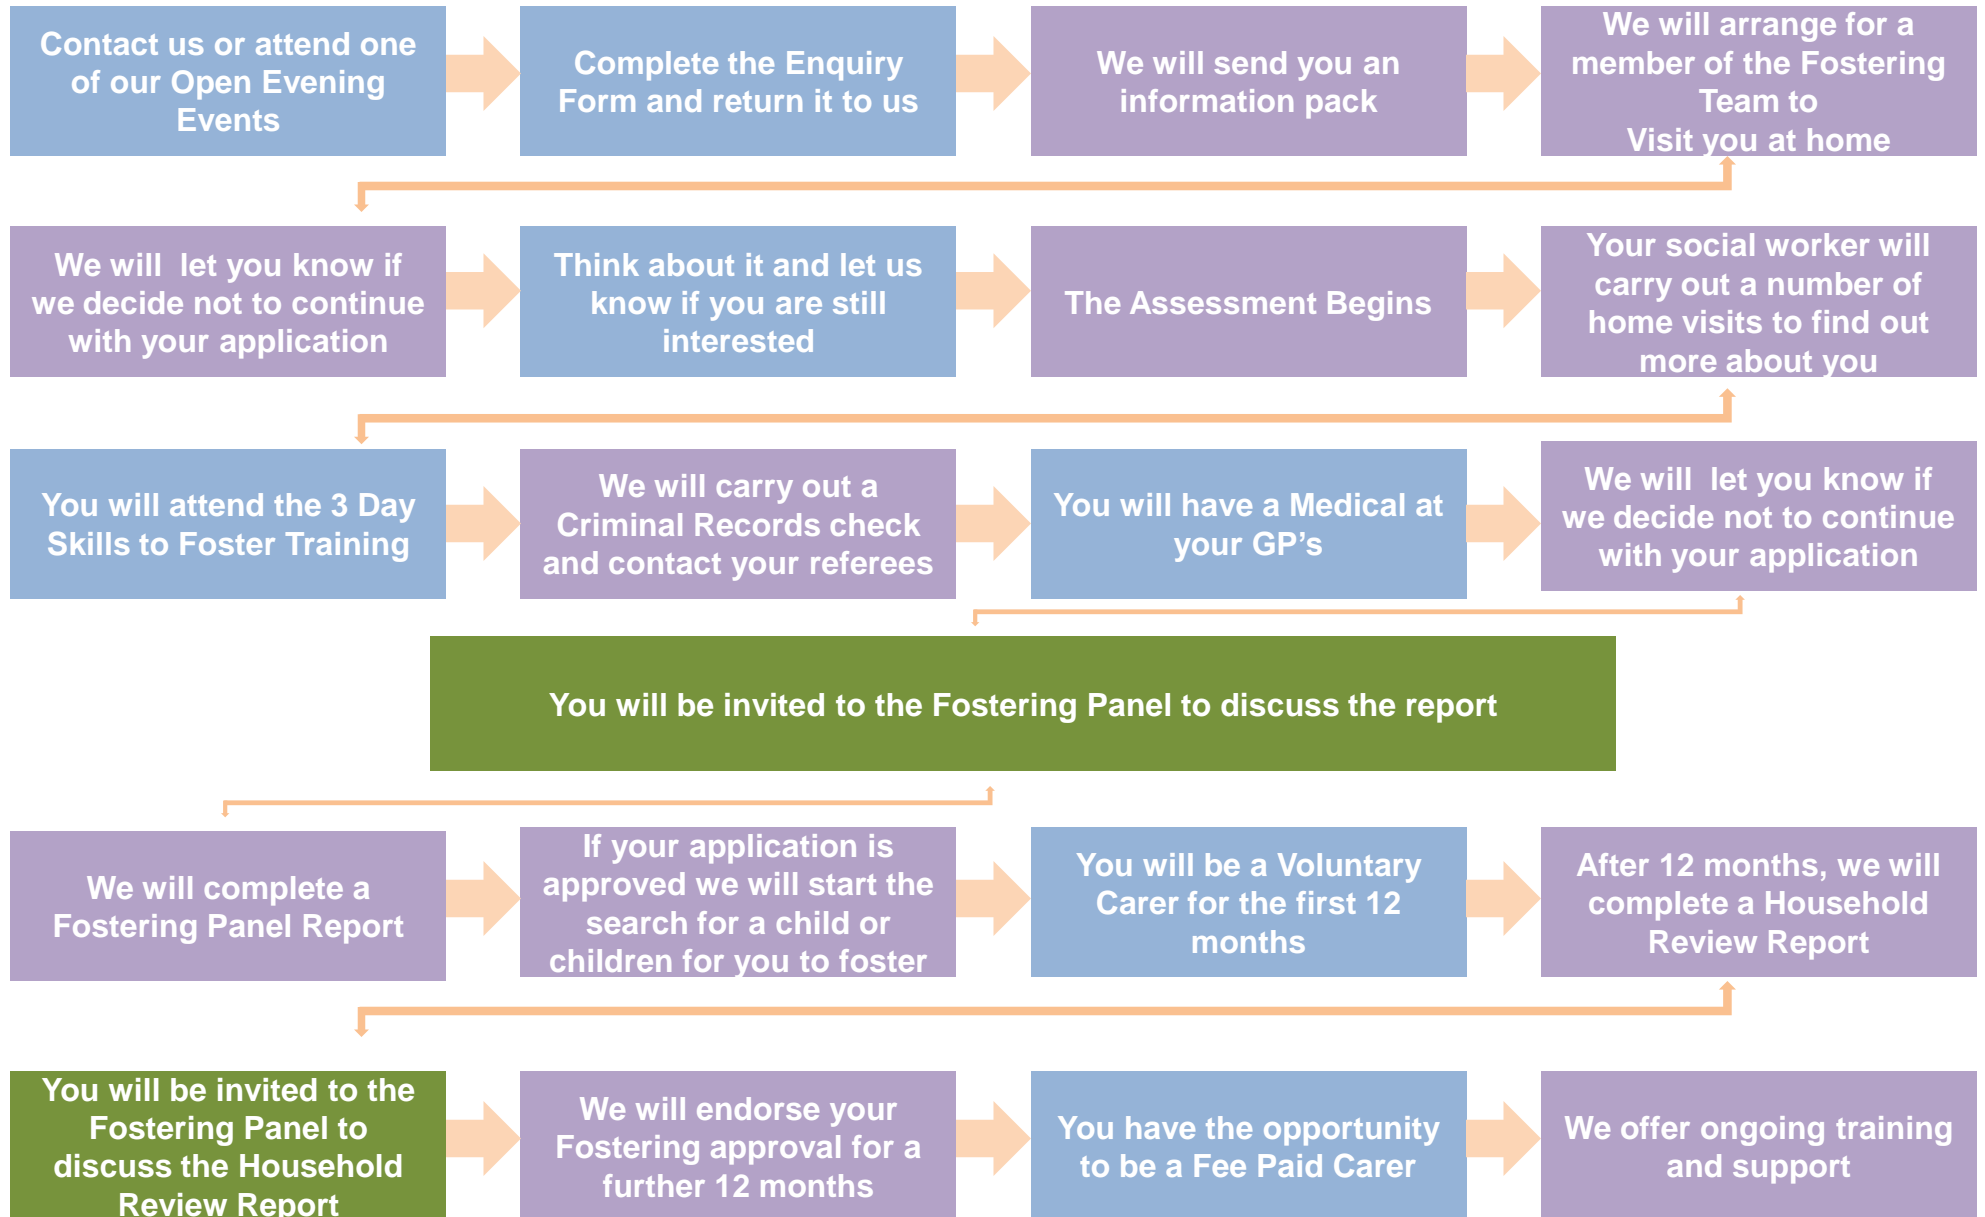 Contact us or attend one
of our Open Evening
Events
Complete the Enquiry
Form and return it to us
We will send you an
information pack
We will arrange for a
member of the Fostering
Team to
Visit you at home
We will  let you know if
we decide not to continue
with your application
Think about it and let us
know if you are still
interested
The Assessment Begins
Your social worker will
carry out a number of
home visits to find out
more about you
You will attend the 3 Day
Skills to Foster Training
We will carry out a
Criminal Records check
and contact your referees
You will have a Medical at
your GP’s
We will  let you know if
we decide not to continue
with your application
You will be invited to the Fostering Panel to discuss the report
We will complete a
Fostering Panel Report
If your application is
approved we will start the
search for a child or
children for you to foster
You will be a Voluntary
Carer for the first 12
months
After 12 months, we will
complete a Household
Review Report
You will be invited to the
Fostering Panel to
discuss the Household
Review Report
We will endorse your
Fostering approval for a
further 12 months
You have the opportunity
to be a Fee Paid Carer
We offer ongoing training
and support